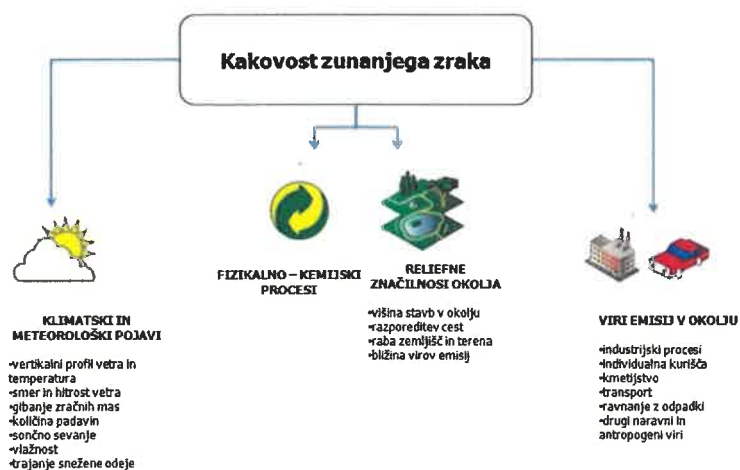 Kakovost zunanjega zraka
KLIMATSKI IN
METEOROLOŠKI POJAVI
•vertikalni profil vetra in
temperatura
•smer in hitrost vetra
•gibanje zračnih mas
•količina padavin
•sončno sevanje
•vlažnost
•trajanje snežene odeje
FIZIKALNO – KEMIJSKI
PROCESI
RELIEFNE
ZNAČILNOSI OKOLJA
•višina stavb v okolju
•razporeditev cest
•raba zemljišč in terena
•bližina virov emisij
VIRI EMISIJ V OKOLJU
•industrijski procesi
•individualna kurišča
•kmetijstvo
•transport
•ravnanje z odpadki
•drugi naravni in
antropogeni viri